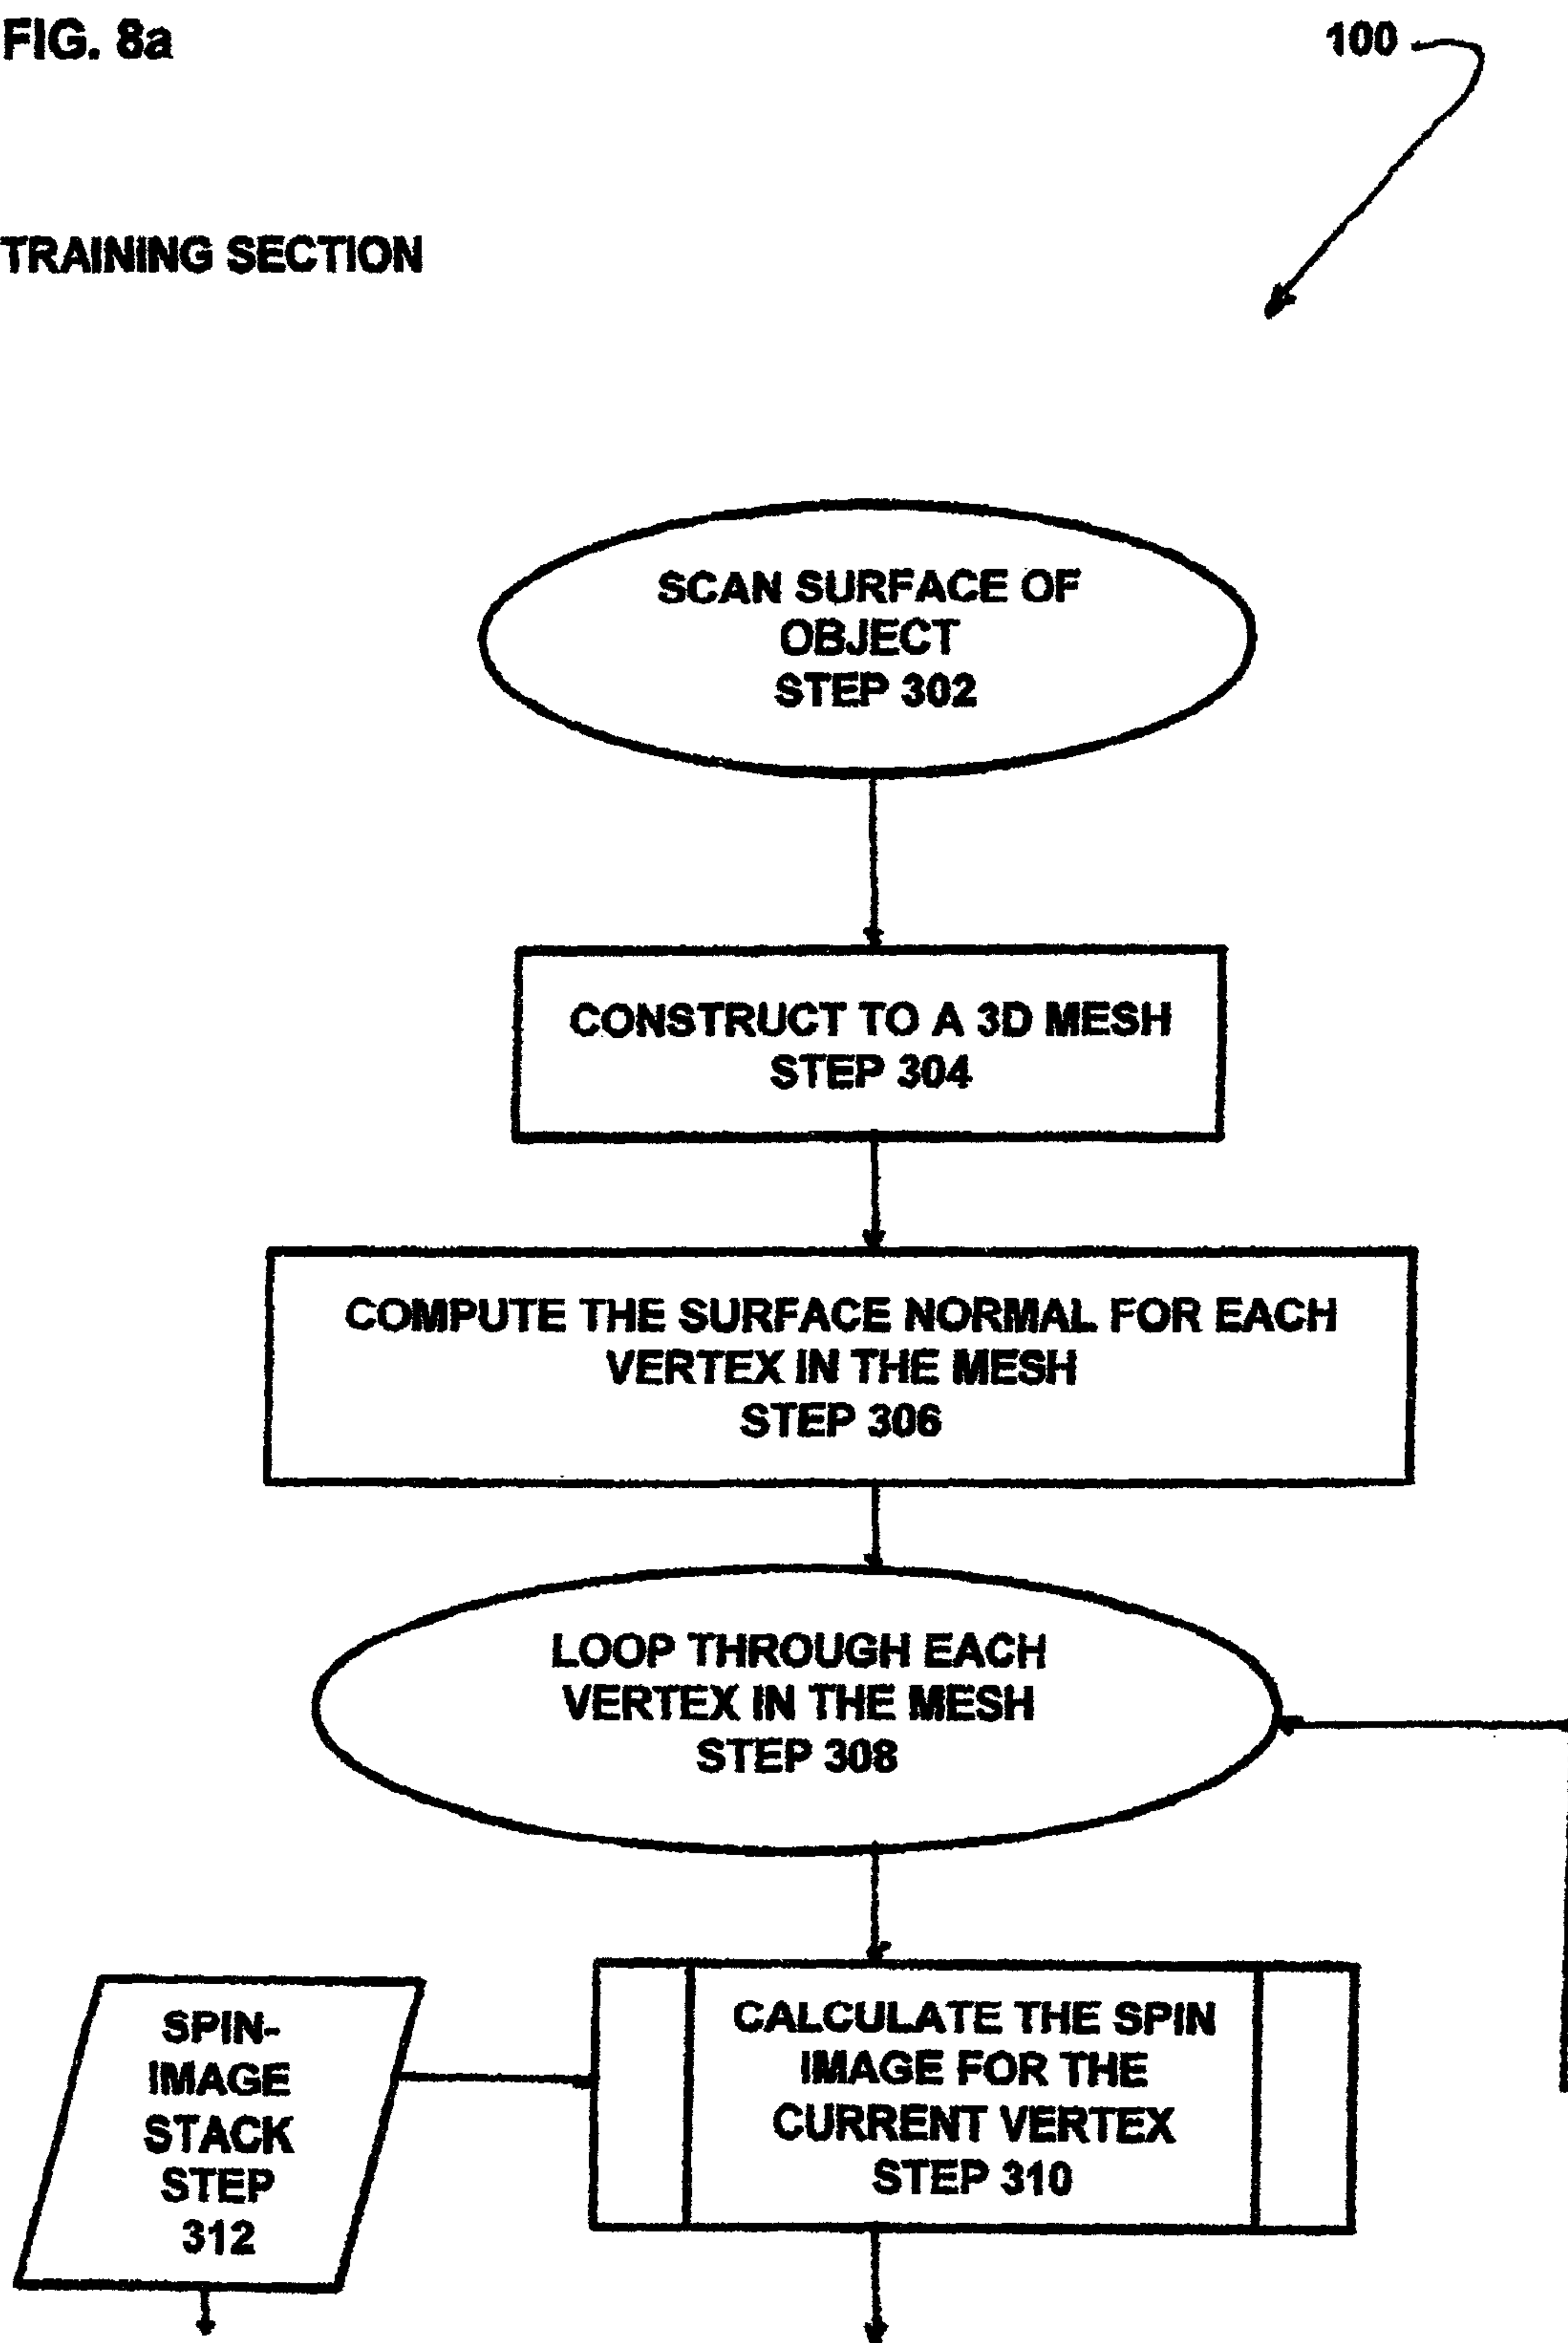 FIG. 8a
100
TRAINING SECTION
SCAN SURFACE OF
OBJECT
STEP 302
CONSTRUCT TO A 3D MESH
STEP 304
COMPUTE THE SURFACE NORMAL FOR EACH
VERTEX IN THE MESH
STEP 306
LOOP THROUGH EACH
VERTEX IN THE MESH
STEP 308
SPIN-
IMAGE
STACK
STEP
312
CALCULATE THE SPIN
IMAGE FOR THE
CURRENT VERTEX
STEP 310